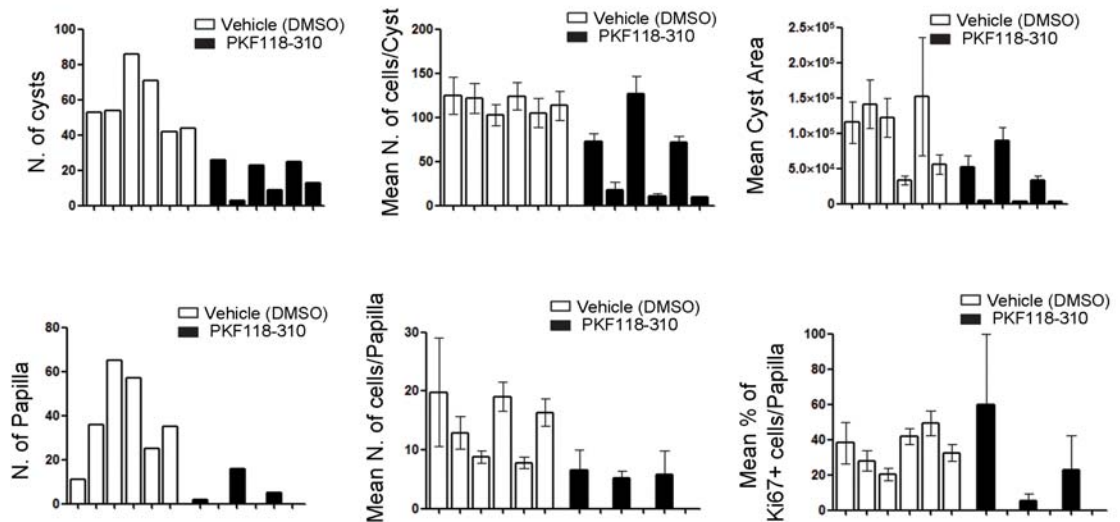 Vehicle (DMSO)
PKF118-310
N. of cysts
100
80
60
40
20
0
Vehicle (DMSO)
PKF118-310
Mean N. of cells/Cyst
200
150
100
50
0
Vehicle (DMSO)
PKF118-310
Mean Cyst Area
2.5×10⁵
2.0×10⁵
1.5×10⁵
1.0×10⁵
5.0×10⁴
0
Vehicle (DMSO)
PKF118-310
N. of Papilla
80
60
40
20
0
Vehicle (DMSO)
PKF118-310
Mean N. of cells/Papilla
30
20
10
0
Vehicle (DMSO)
PKF118-310
Mean % of
Ki67+ cells/Papilla
100
80
60
40
20
0